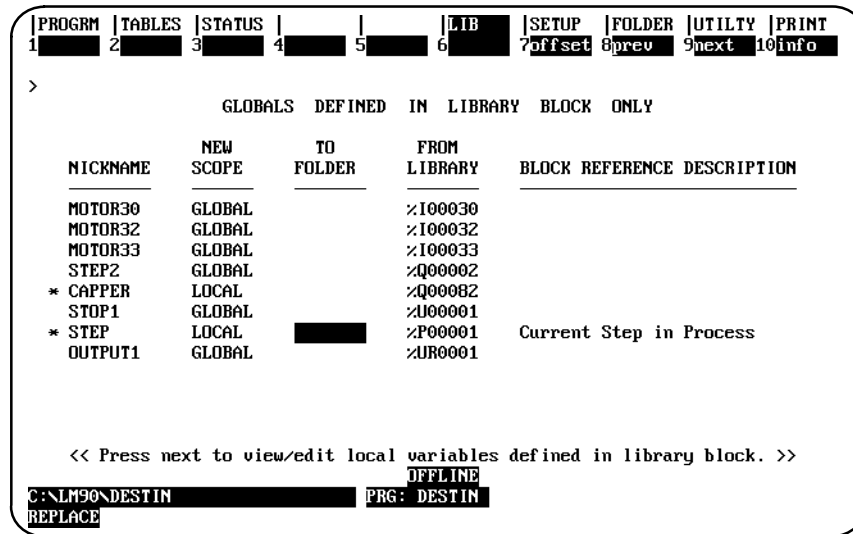 |PROGRM |TABLES |STATUS | | |LIB |SETUP |FOLDER |UTILTY |PRINT
1 2 3 4 5 6 7offset 8prev 9next 10info
>
GLOBALS DEFINED IN LIBRARY BLOCK ONLY
NEW TO FROM
NICKNAME SCOPE FOLDER LIBRARY BLOCK REFERENCE DESCRIPTION
MOTOR30 GLOBAL %I00030
MOTOR32 GLOBAL %I00032
MOTOR33 GLOBAL %I00033
STEP2 GLOBAL %Q00002
* CAPPER LOCAL %Q00082
STOP1 GLOBAL %U00001
* STEP LOCAL %P00001 Current Step in Process
OUTPUT1 GLOBAL %UR0001
<< Press next to view/edit local variables defined in library block. >>
OFFLINE
C:\LM90\DESTIN PRG: DESTIN
REPLACE